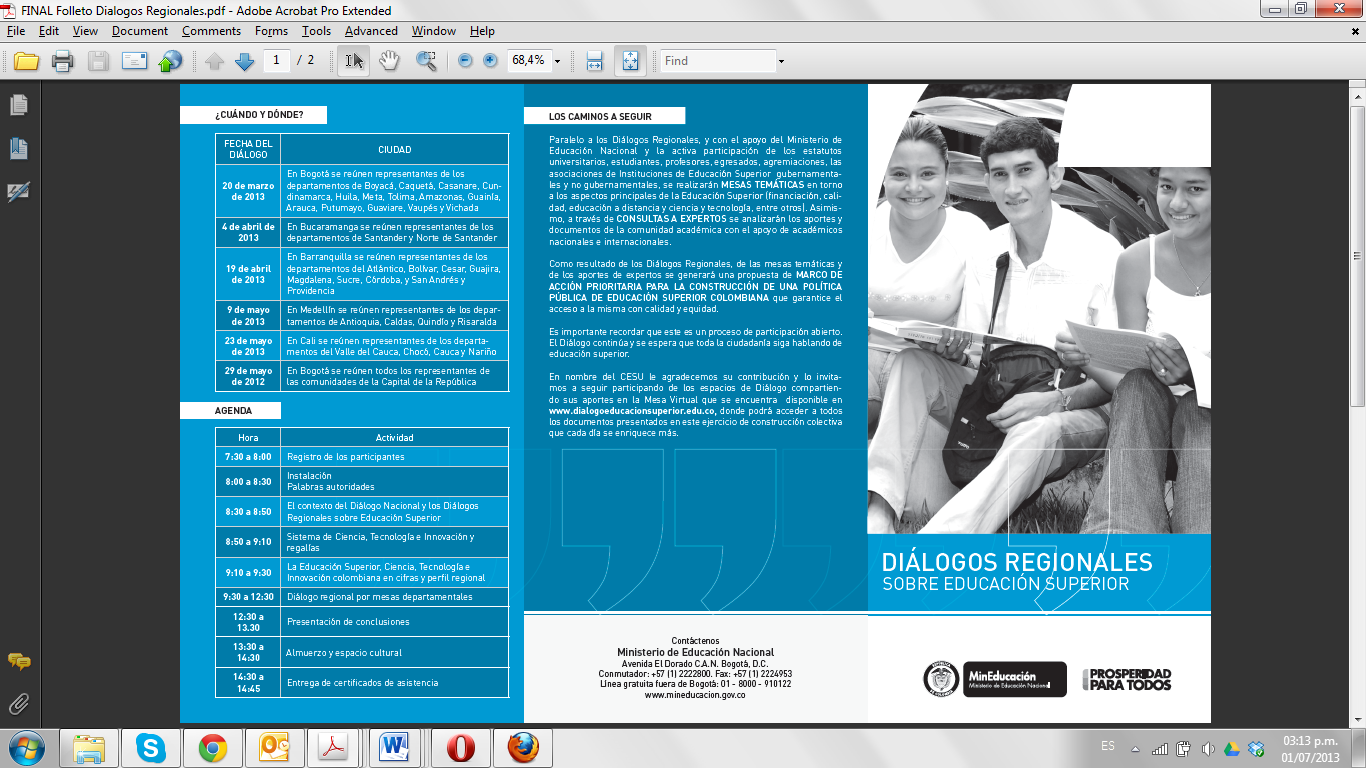 FINAL Folleto Dialogos Regionales.pdf - Adobe Acrobat Pro Extended
File Edit View Document Comments Forms Tools Advanced Window Help
1 / 2 68,4% Find
¿CUÁNDO Y DÓNDE?
FECHA DEL
DIÁLOGO
CIUDAD
20 de marzo
de 2013
En Bogotá se reúnen representantes de los
departamentos de Boyacá, Caquetá, Casanare, Cun-
dinamarca, Huila, Meta, Tolima, Amazonas, Guainía,
Arauca, Putumayo, Guaviare, Vaupés y Vichada
4 de abril de
2013
En Bucaramanga se reúnen representantes de los
departamentos de Santander y Norte de Santander
19 de abril
de 2013
En Barranquilla se reúnen representantes de los
departamentos del Atlántico, Bolívar, Cesar, Guajira,
Magdalena, Sucre, Córdoba, y San Andrés y
Providencia
9 de mayo
de 2013
En Medellín se reúnen representantes de los depar-
tamentos de Antioquia, Caldas, Quindío y Risaralda
23 de mayo
de 2013
En Cali se reúnen representantes de los departa-
mentos del Valle del Cauca, Chocó, Cauca y Nariño
29 de mayo
de 2012
En Bogotá se reúnen todos los representantes de
las comunidades de la Capital de la República
AGENDA
Hora Actividad
7:30 a 8:00 Registro de los participantes
8:00 a 8:30
Instalación
Palabras autoridades
8:30 a 8:50
El contexto del Diálogo Nacional y los Diálogos
Regionales sobre Educación Superior
8:50 a 9:10
Sistema de Ciencia, Tecnología e Innovación y
regalías
9:10 a 9:30
La Educación Superior, Ciencia, Tecnología e
Innovación colombiana en cifras y perfil regional
9:30 a 12:30 Diálogo regional por mesas departamentales
12:30 a
13.30
Presentación de conclusiones
13:30 a
14:30
Almuerzo y espacio cultural
14:30 a
14:45
Entrega de certificados de asistencia
LOS CAMINOS A SEGUIR
Paralelo a los Diálogos Regionales, y con el apoyo del Ministerio de
Educación Nacional y la activa participación de los estatutos
universitarios, estudiantes, profesores, egresados, agremiaciones, las
asociaciones de Instituciones de Educación Superior gubernamenta-
les y no gubernamentales, se realizarán MESAS TEMÁTICAS en torno
a los aspectos principales de la Educación Superior (financiación, cali-
dad, educación a distancia y ciencia y tecnología, entre otros). Asimis-
mo, a través de CONSULTAS A EXPERTOS se analizarán los aportes y
documentos de la comunidad académica con el apoyo de académicos
nacionales e internacionales.
Como resultado de los Diálogos Regionales, de las mesas temáticas y
de los aportes de expertos se generará una propuesta de MARCO DE
ACCIÓN PRIORITARIA PARA LA CONSTRUCCIÓN DE UNA POLÍTICA
PÚBLICA DE EDUCACIÓN SUPERIOR COLOMBIANA que garantice el
acceso a la misma con calidad y equidad.
Es importante recordar que este es un proceso de participación abierto.
El Diálogo continúa y se espera que toda la ciudadanía siga hablando de
educación superior.
En nombre del CESU le agradecemos su contribución y lo invita-
mos a seguir participando de los espacios de Diálogo compartien-
do sus aportes en la Mesa Virtual que se encuentra disponible en
www.dialogoeducacionsuperior.edu.co, donde podrá acceder a todos
los documentos presentados en este ejercicio de construcción colectiva
que cada día se enriquece más.
Contáctenos
Ministerio de Educación Nacional
Avenida El Dorado C.A.N. Bogotá, D.C.
Conmutador: +57 (1) 2222800. Fax: +57 (1) 2224953
Línea gratuita fuera de Bogotá: 01 - 8000 - 910122
www.mineducacion.gov.co
DIÁLOGOS REGIONALES
SOBRE EDUCACIÓN SUPERIOR
MinEducación
Ministerio de Educación Nacional
PROSPERIDAD
PARA TODOS
ES
03:13 p.m.
01/07/2013